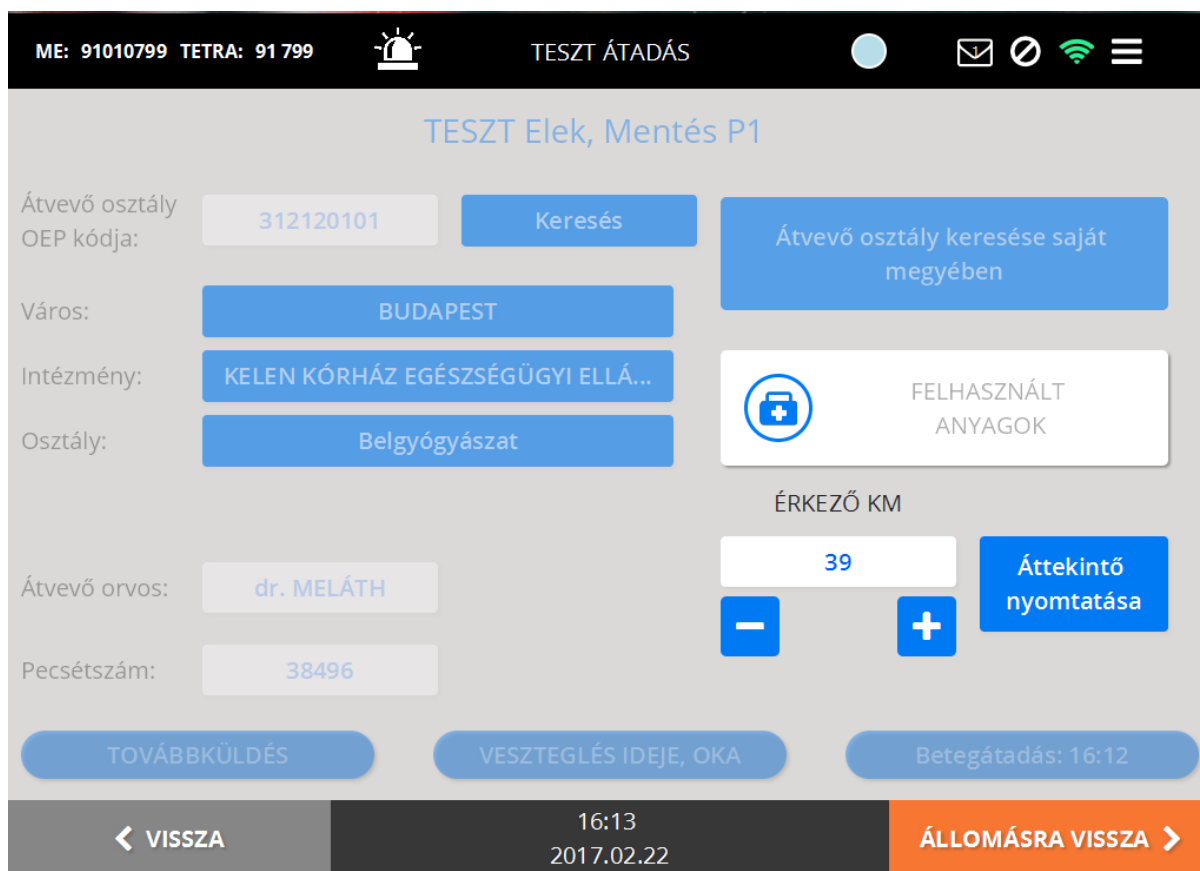 ME: 91010799 TETRA: 91 799
TESZT ÁTADÁS
1
TESZT Elek, Mentés P1
Átvevő osztály
OEP kódja:
312120101
Keresés
Átvevő osztály keresése saját
megyében
Város:
BUDAPEST
Intézmény:
KELEN KÓRHÁZ EGÉSZSÉGÜGYI ELLÁ...
Osztály:
Belgyógyászat
FELHASZNÁLT
ANYAGOK
ÉRKEZŐ KM
39
Áttekintő
nyomtatása
Átvevő orvos:
dr. MELÁTH
Pecsétszám:
38496
TOVÁBBKÜLDÉS
VESZTEGLÉS IDEJE, OKA
Betegátadás: 16:12
VISSZA
16:13
2017.02.22
ÁLLOMÁSRA VISSZA